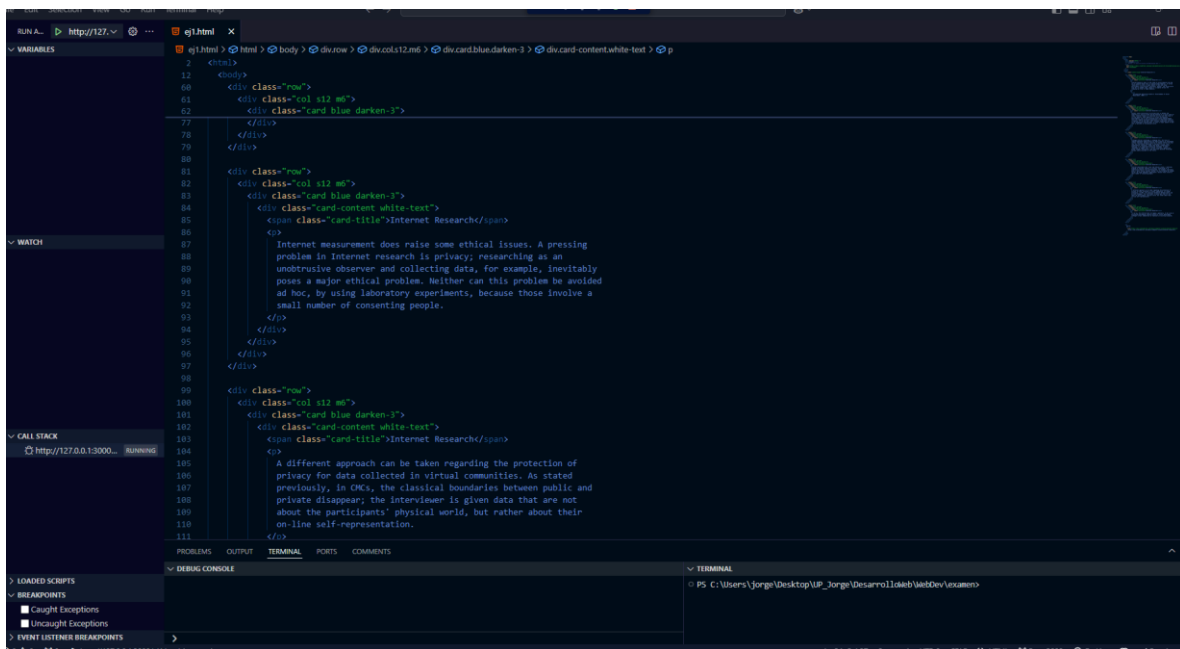 Edit Selection View Go Run Terminal Help
RUN A... http://127. ...
ej1.html X
VARIABLES
ej1.html > html > body > div.row > div.col.s12.m6 > div.card.blue.darken-3 > div.card-content.white-text > p
2 <html>
12 <body>
60 <div class="row">
61 <div class="col s12 m6">
62 <div class="card blue darken-3">
77 </div>
78 </div>
79 </div>
80
81 <div class="row">
82 <div class="col s12 m6">
83 <div class="card blue darken-3">
84 <div class="card-content white-text">
85 <span class="card-title">Internet Research</span>
86 <p>
WATCH
87 Internet measurement does raise some ethical issues. A pressing
88 problem in Internet research is privacy; researching as an
89 unobtrusive observer and collecting data, for example, inevitably
90 poses a major ethical problem. Neither can this problem be avoided
91 ad hoc, by using laboratory experiments, because those involve a
92 small number of consenting people.
93 </p>
94 </div>
95 </div>
96 </div>
97 </div>
98
99 <div class="row">
100 <div class="col s12 m6">
101 <div class="card blue darken-3">
102 <div class="card-content white-text">
CALL STACK
103 <span class="card-title">Internet Research</span>
http://127.0.0.1:3000... RUNNING
104 <p>
105 A different approach can be taken regarding the protection of
106 privacy for data collected in virtual communities. As stated
107 previously, in CMCs, the classical boundaries between public and
108 private disappear; the interviewer is given data that are not
109 about the participants' physical world, but rather about their
110 on-line self-representation.
111 </p>
PROBLEMS OUTPUT TERMINAL PORTS COMMENTS
DEBUG CONSOLE
TERMINAL
LOADED SCRIPTS
PS C:\Users\jorge\Desktop\UP_Jorge\DesarrolloWeb\WebDev\examen>
BREAKPOINTS
Caught Exceptions
Uncaught Exceptions
EVENT LISTENER BREAKPOINTS